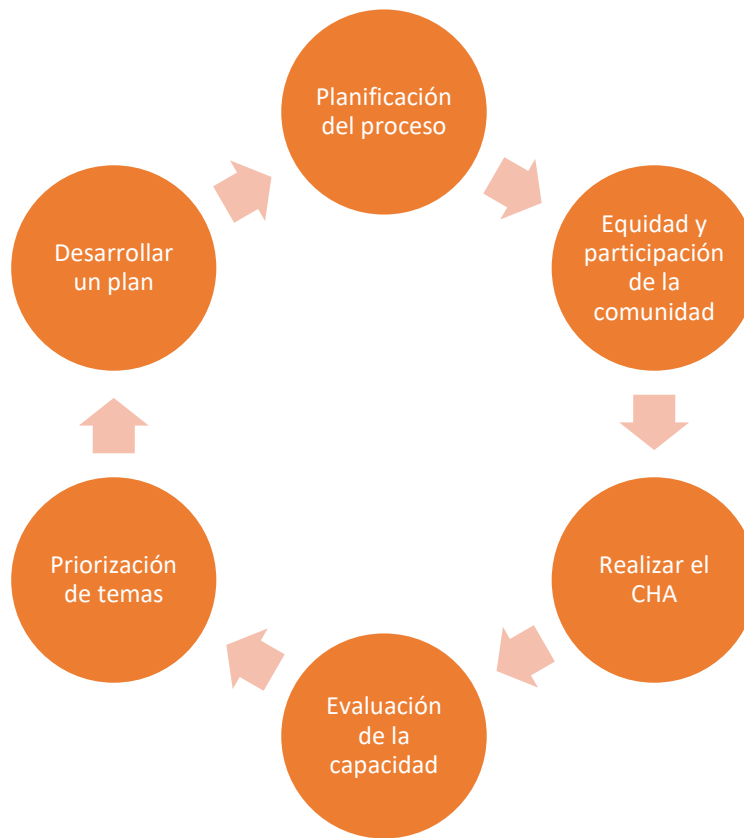 Planificación
del proceso
Equidad y
participación
de la
comunidad
Realizar el
CHA
Evaluación
de la
capacidad
Priorización
de temas
Desarrollar
un plan